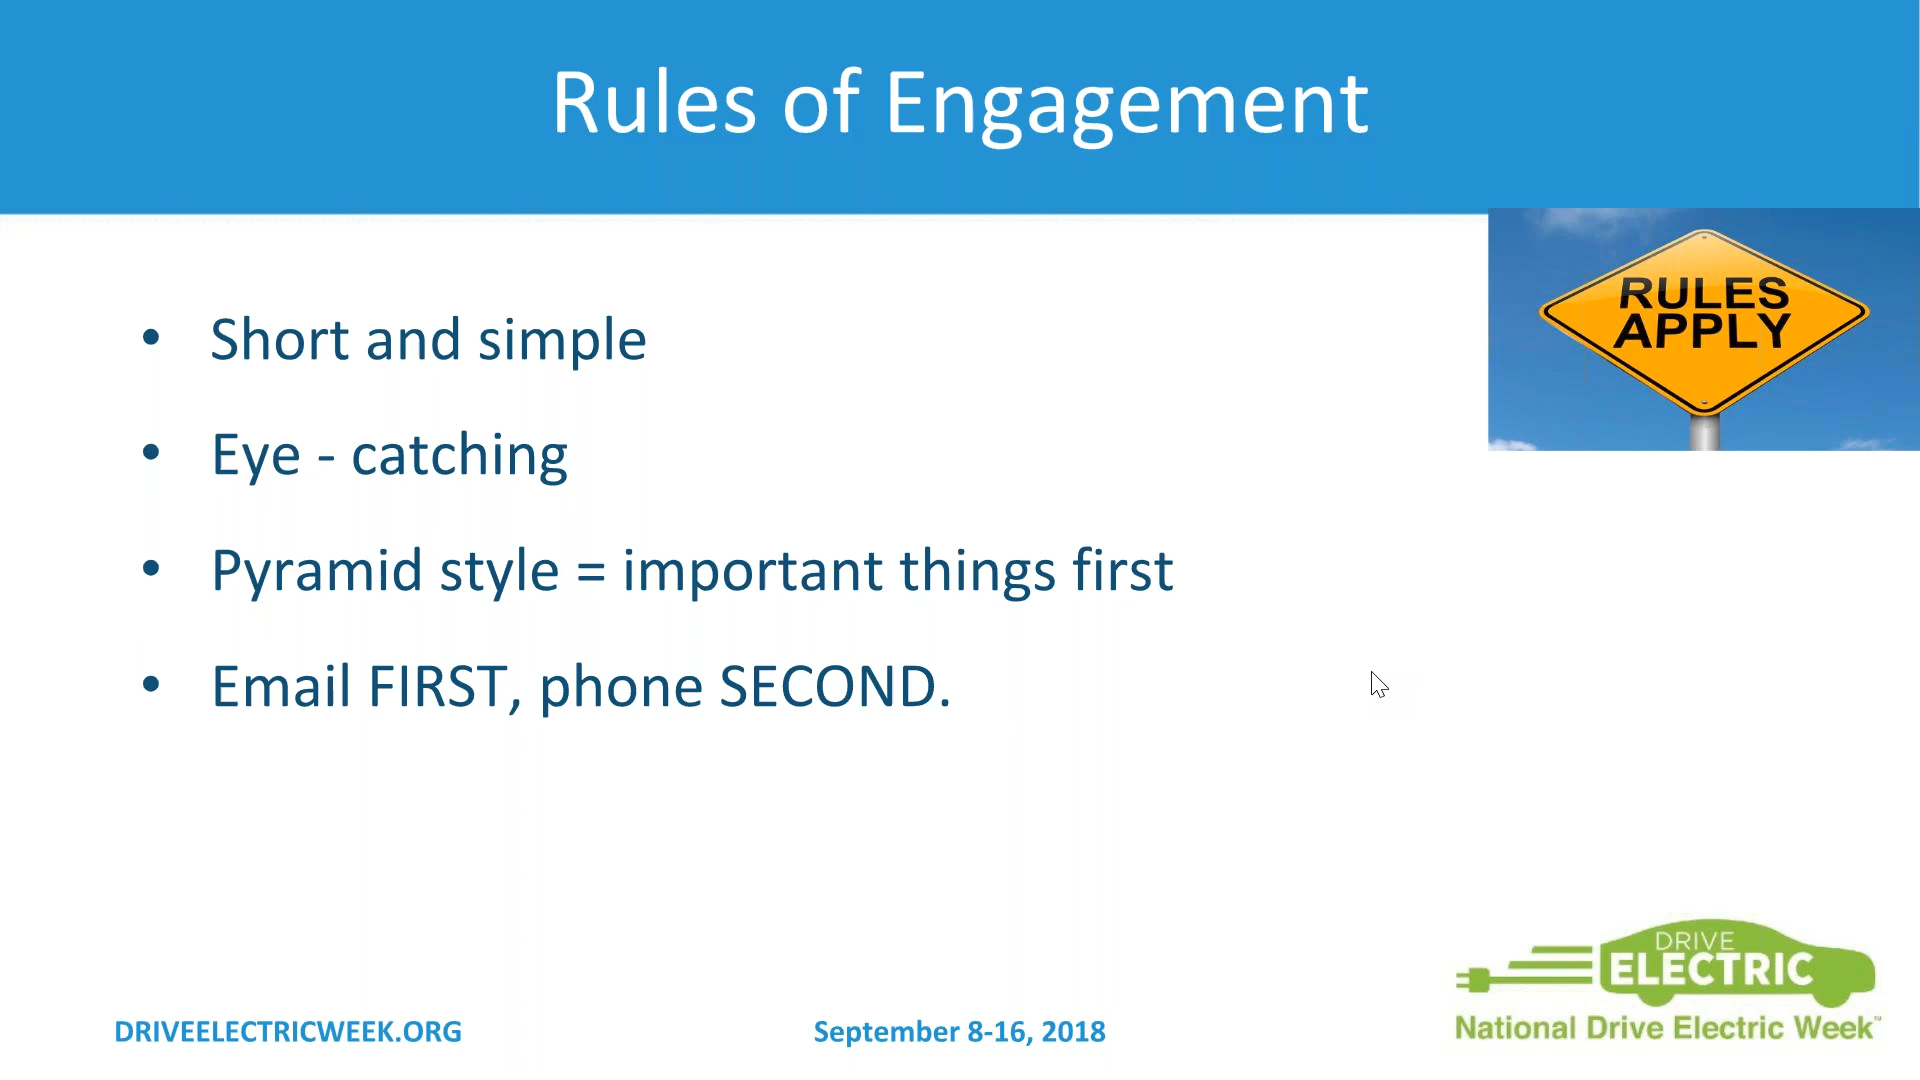 Rules of Engagement
RULES
APPLY
• Short and simple
• Eye - catching
• Pyramid style = important things first
• Email FIRST, phone SECOND.
DRIVE
ELECTRIC
National Drive Electric Week™
DRIVEELECTRICWEEK.ORG
September 8-16, 2018